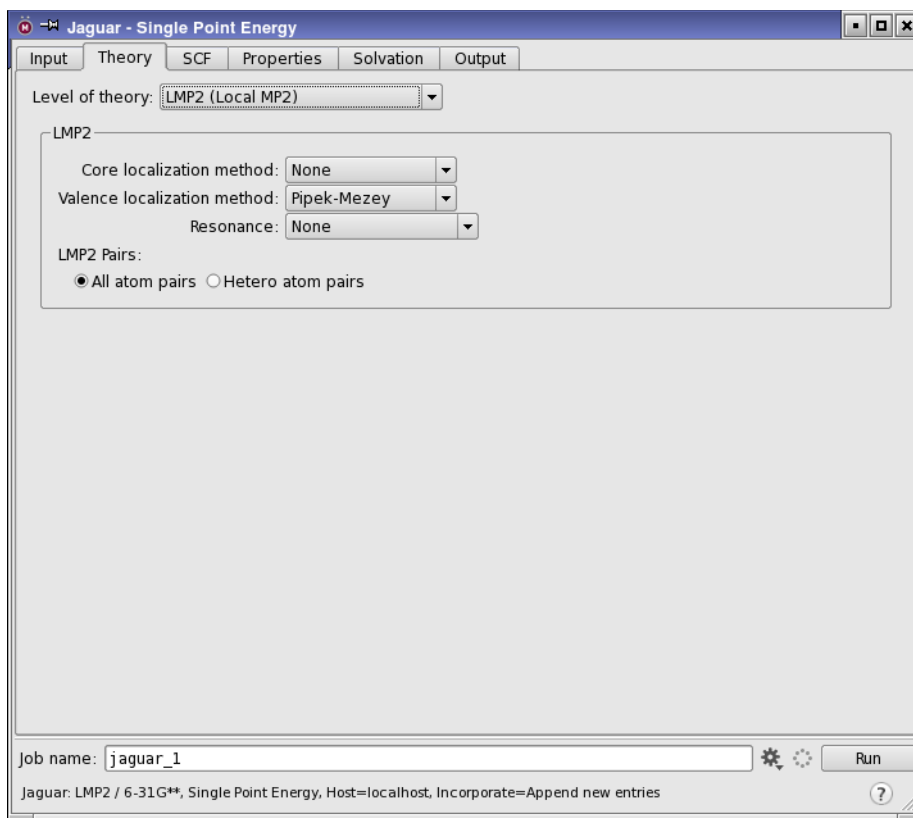 Jaguar - Single Point Energy
Input Theory SCF Properties Solvation Output
Level of theory: LMP2 (Local MP2)
LMP2
Core localization method: None
Valence localization method: Pipek-Mezey
Resonance: None
LMP2 Pairs:
All atom pairs Hetero atom pairs
Job name: jaguar_1 Run
Jaguar: LMP2 / 6-31G**, Single Point Energy, Host=localhost, Incorporate=Append new entries ?